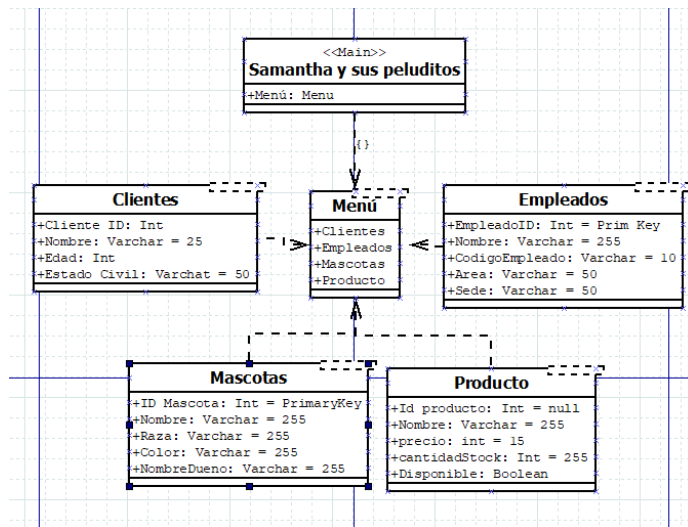 <<Main>>
Samantha y sus peluditos
+Menú: Menu
{}
Clientes
+Cliente ID: Int
+Nombre: Varchar = 25
+Edad: Int
+Estado Civil: Varchat = 50
Menú
+Clientes
+Empleados
+Mascotas
+Producto
Empleados
+EmpleadoID: Int = Prim Key
+Nombre: Varchar = 255
+CodigoEmpleado: Varchar = 10
+Area: Varchar = 50
+Sede: Varchar = 50
Mascotas
+ID Mascota: Int = PrimaryKey
+Nombre: Varchar = 255
+Raza: Varchar = 255
+Color: Varchar = 255
+NombreDueno: Varchar = 255
Producto
+Id producto: Int = null
+Nombre: Varchar = 255
+precio: int = 15
+cantidadStock: Int = 255
+Disponible: Boolean